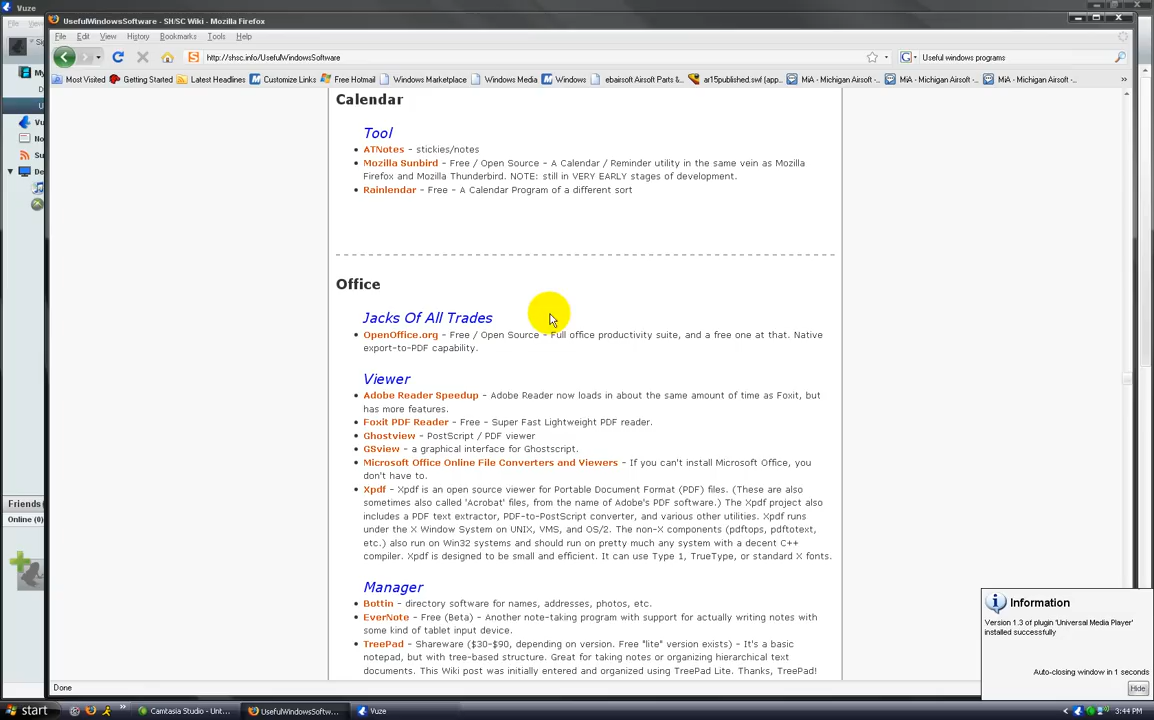 Vuze
UsefulWindowsSoftware - SH/SC Wiki - Mozilla Firefox
File Edit View History Bookmarks Tools Help
http://shsc.info/UsefulWindowsSoftware
Useful windows programs
Most Visited Getting Started Latest Headlines Customize Links Free Hotmail Windows Marketplace Windows Media Windows ebairsoft Airsoft Parts &... ar15published.swf (app... MiA - Michigan Airsoft -... MiA - Michigan Airsoft -... MiA - Michigan Airsoft -...
Calendar
Tool
ATNotes - stickies/notes
Mozilla Sunbird - Free / Open Source - A Calendar / Reminder utility in the same vein as Mozilla
Firefox and Mozilla Thunderbird. NOTE: still in VERY EARLY stages of development.
Rainlendar - Free - A Calendar Program of a different sort
Office
Jacks Of All Trades
OpenOffice.org - Free / Open Source - Full office productivity suite, and a free one at that. Native
export-to-PDF capability.
Viewer
Adobe Reader Speedup - Adobe Reader now loads in about the same amount of time as Foxit, but
has more features.
Foxit PDF Reader - Free - Super Fast Lightweight PDF reader.
Ghostview - PostScript / PDF viewer
GSview - a graphical interface for Ghostscript.
Microsoft Office Online File Converters and Viewers - If you can't install Microsoft Office, you
don't have to.
Xpdf - Xpdf is an open source viewer for Portable Document Format (PDF) files. (These are also
sometimes also called 'Acrobat' files, from the name of Adobe's PDF software.) The Xpdf project also
includes a PDF text extractor, PDF-to-PostScript converter, and various other utilities. Xpdf runs
under the X Window System on UNIX, VMS, and OS/2. The non-X components (pdftops, pdftotext,
etc.) also run on Win32 systems and should run on pretty much any system with a decent C++
compiler. Xpdf is designed to be small and efficient. It can use Type 1, TrueType, or standard X fonts.
Manager
Bottin - directory software for names, addresses, photos, etc.
EverNote - Free (Beta) - Another note-taking program with support for actually writing notes with
some kind of tablet input device.
TreePad - Shareware ($30-$90, depending on version. Free "lite" version exists) - It's a basic
notepad, but with tree-based structure. Great for taking notes or organizing hierarchical text
documents. This Wiki post was initially entered and organized using TreePad Lite. Thanks, TreePad!
Friends
Online (0)
Information
Version 1.3 of plugin 'Universal Media Player'
installed successfully
Auto-closing window in 1 seconds
Hide
Done
start Camtasia Studio - Unt... UsefulWindowsSoftw... Vuze 3:44 PM